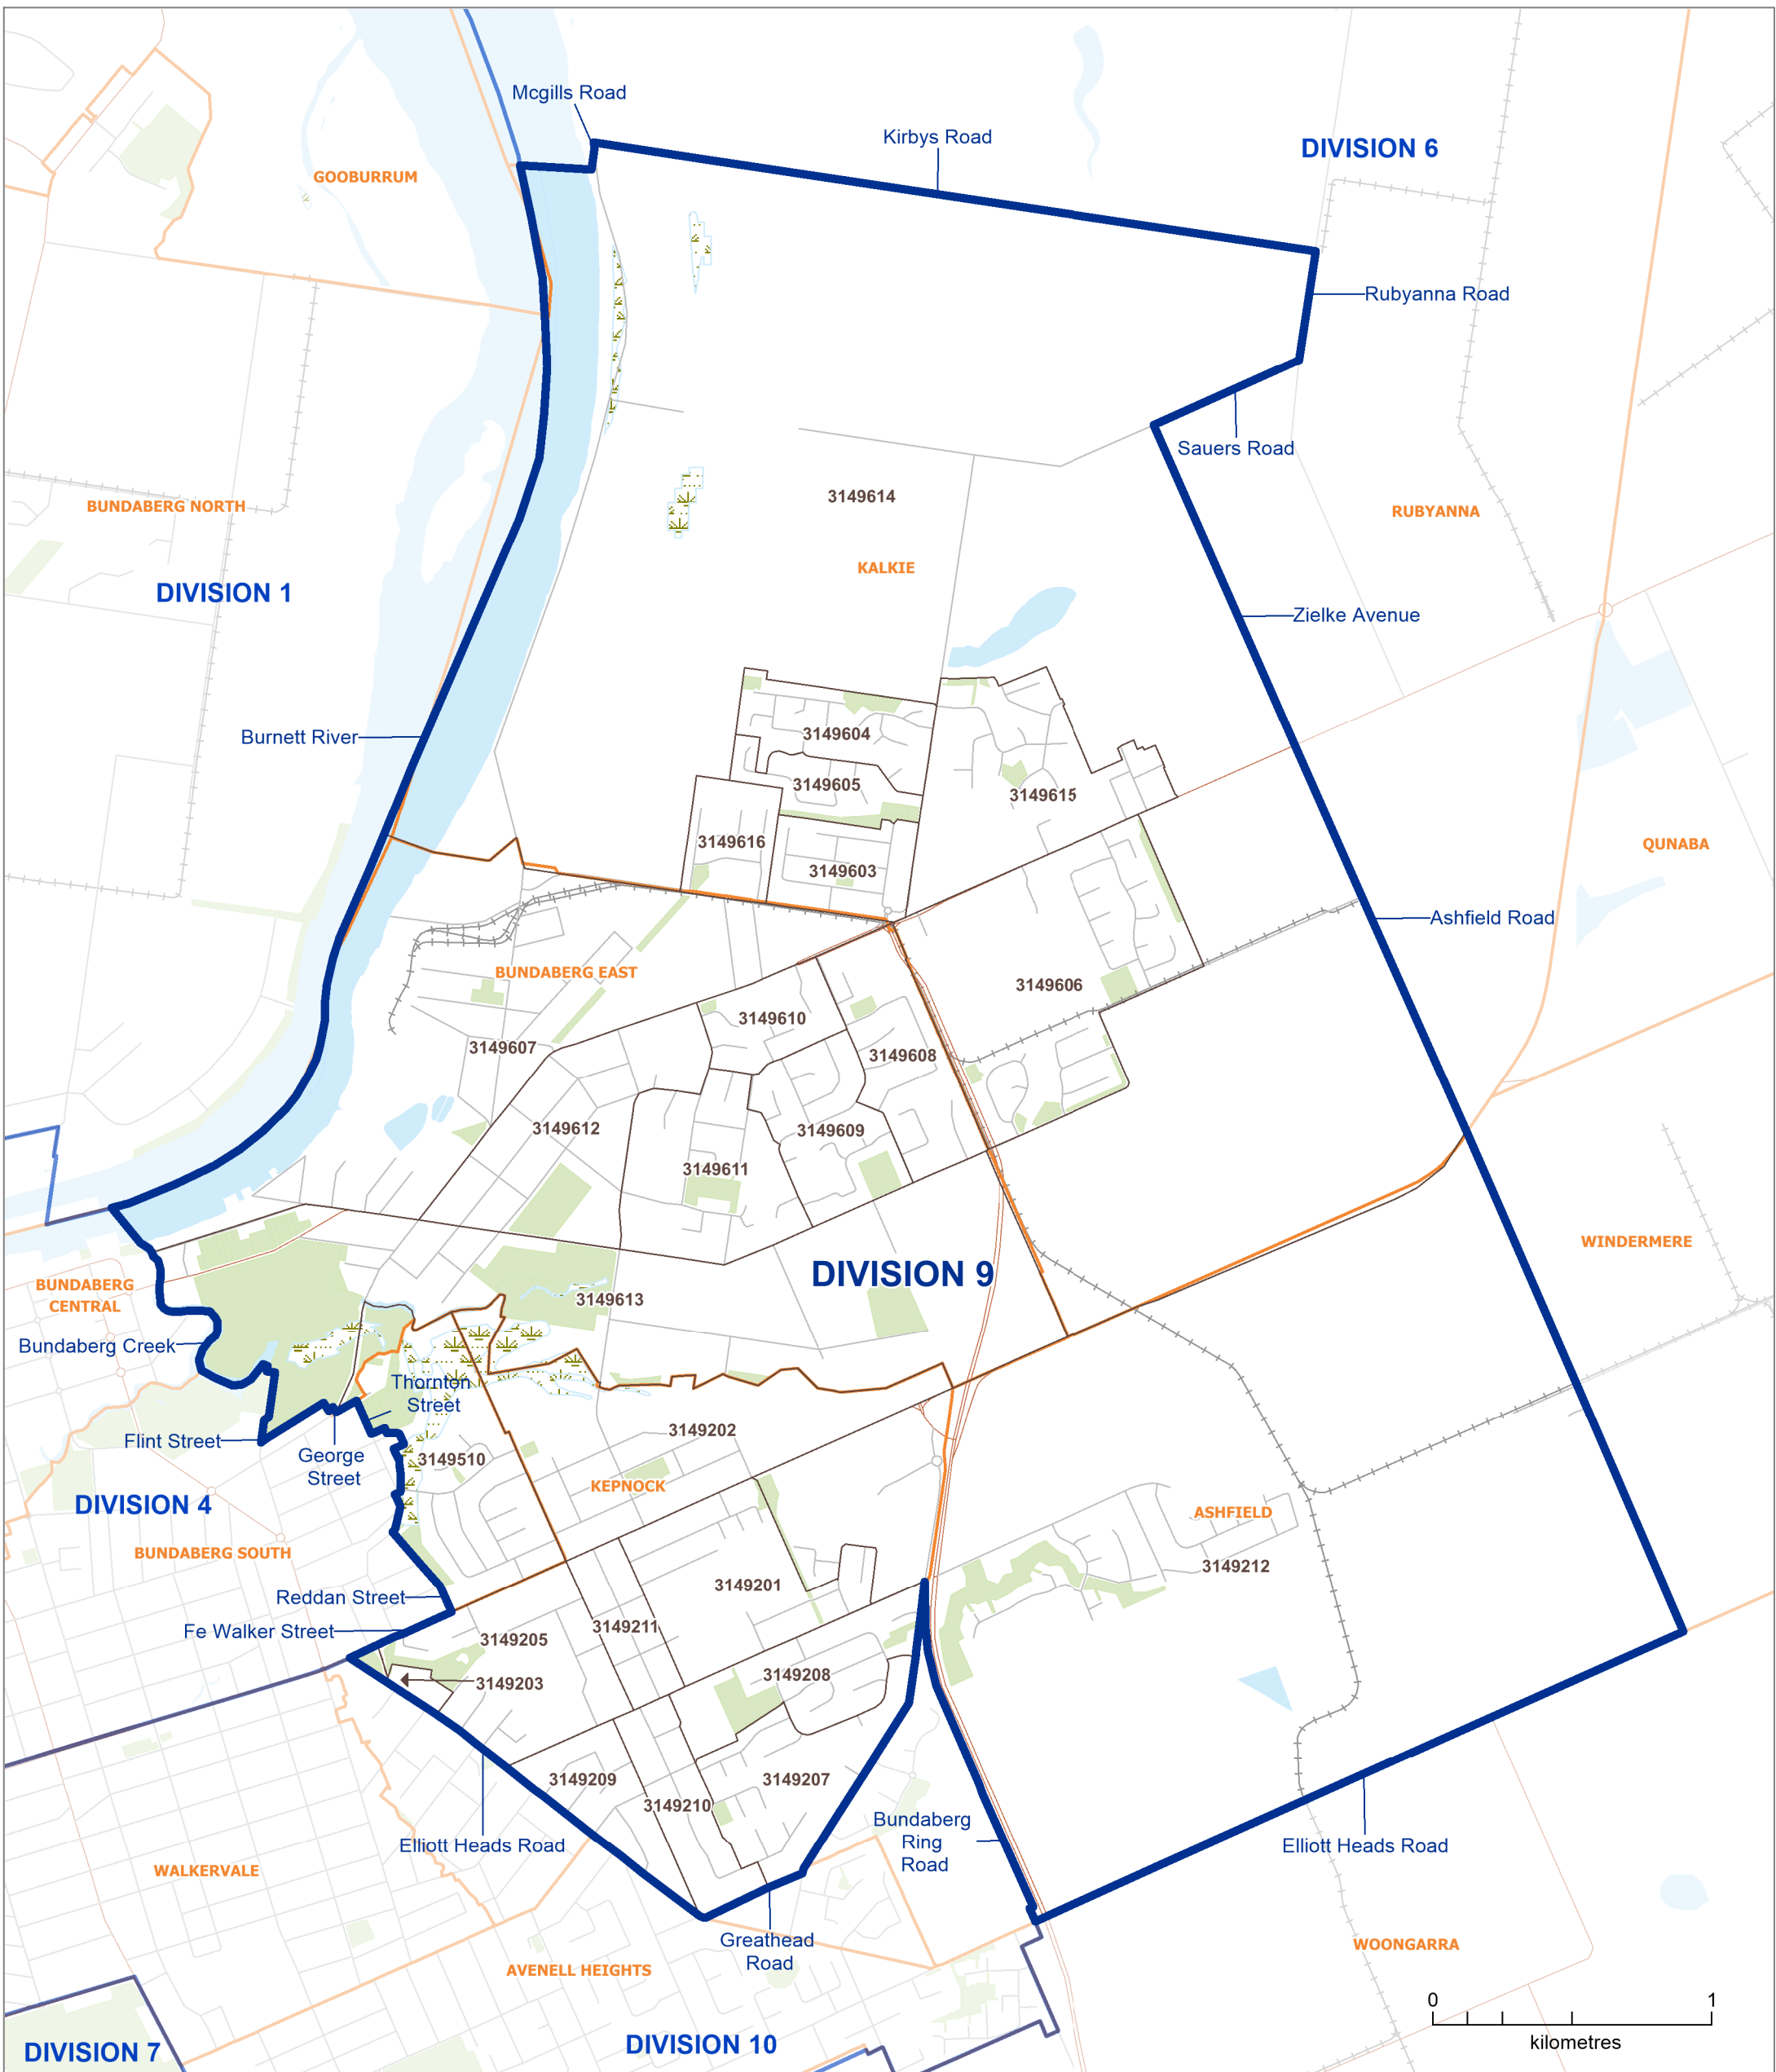 Mcgills Road
Kirbys Road
DIVISION 6
GOOBURRUM
Rubyanna Road
Sauers Road
3149614
BUNDABERG NORTH
RUBYANNA
KALKIE
DIVISION 1
Zielke Avenue
Burnett River
3149604
3149605
3149615
3149616
3149603
QUNABA
Ashfield Road
BUNDABERG EAST
3149606
3149610
3149607
3149608
3149612
3149609
3149611
WINDERMERE
DIVISION 9
BUNDABERG
CENTRAL
3149613
Bundaberg Creek
Thornton
Street
Flint Street
3149202
George
Street
3149510
KEPNOCK
DIVISION 4
ASHFIELD
BUNDABERG SOUTH
3149212
3149201
Reddan Street
Fe Walker Street
3149211
3149205
3149208
3149203
3149209
3149207
3149210
Bundaberg
Ring
Road
Elliott Heads Road
Elliott Heads Road
WALKERVALE
Greathead
Road
WOONGARRA
AVENELL HEIGHTS
0 1
kilometres
DIVISION 10
DIVISION 7